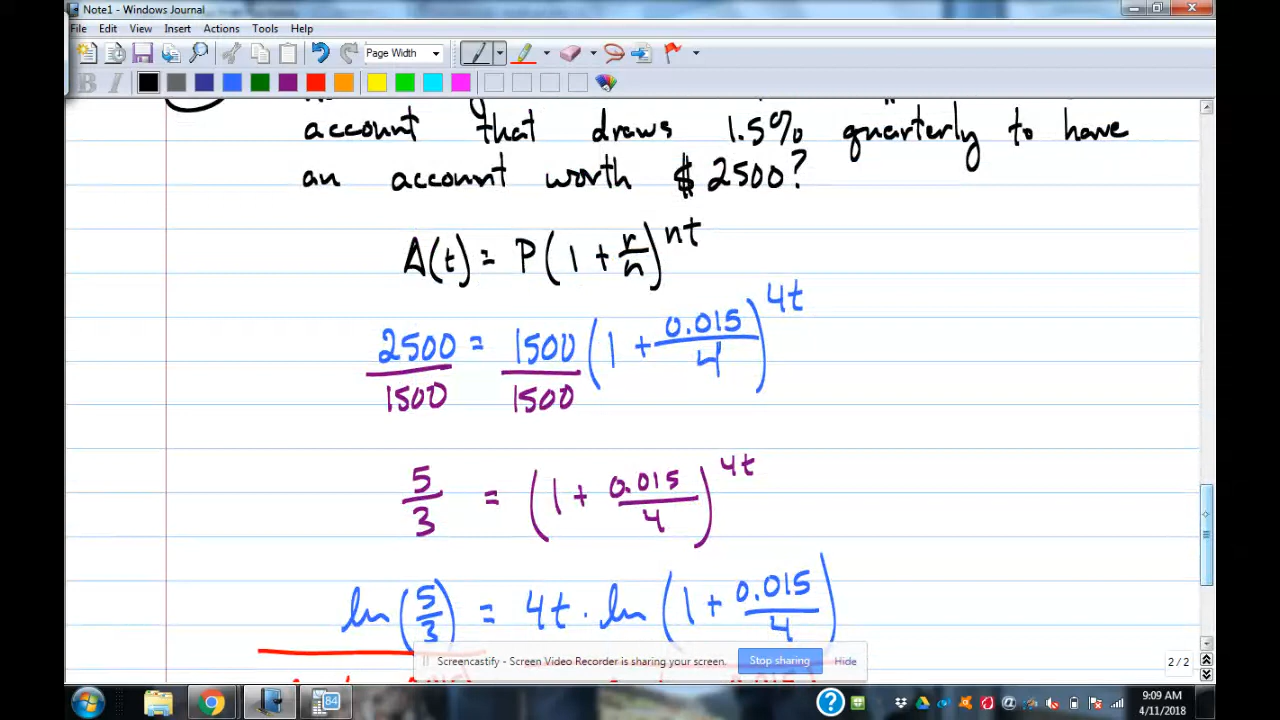 Note1 - Windows Journal
File Edit View Insert Actions Tools Help
Page Width
B I
account that draws 1.5% quarterly to have
an account worth $ 2500?
A(t) = P(1 + r/n)^nt
2500/1500 = 1500/1500 (1 + 0.015/4)^4t
5/3 = (1 + 0.015/4)^4t
ln(5/3) = 4t · ln(1 + 0.015/4)
Screencastify - Screen Video Recorder is sharing your screen. Stop sharing Hide
2/2
84
9:09 AM
4/11/2018